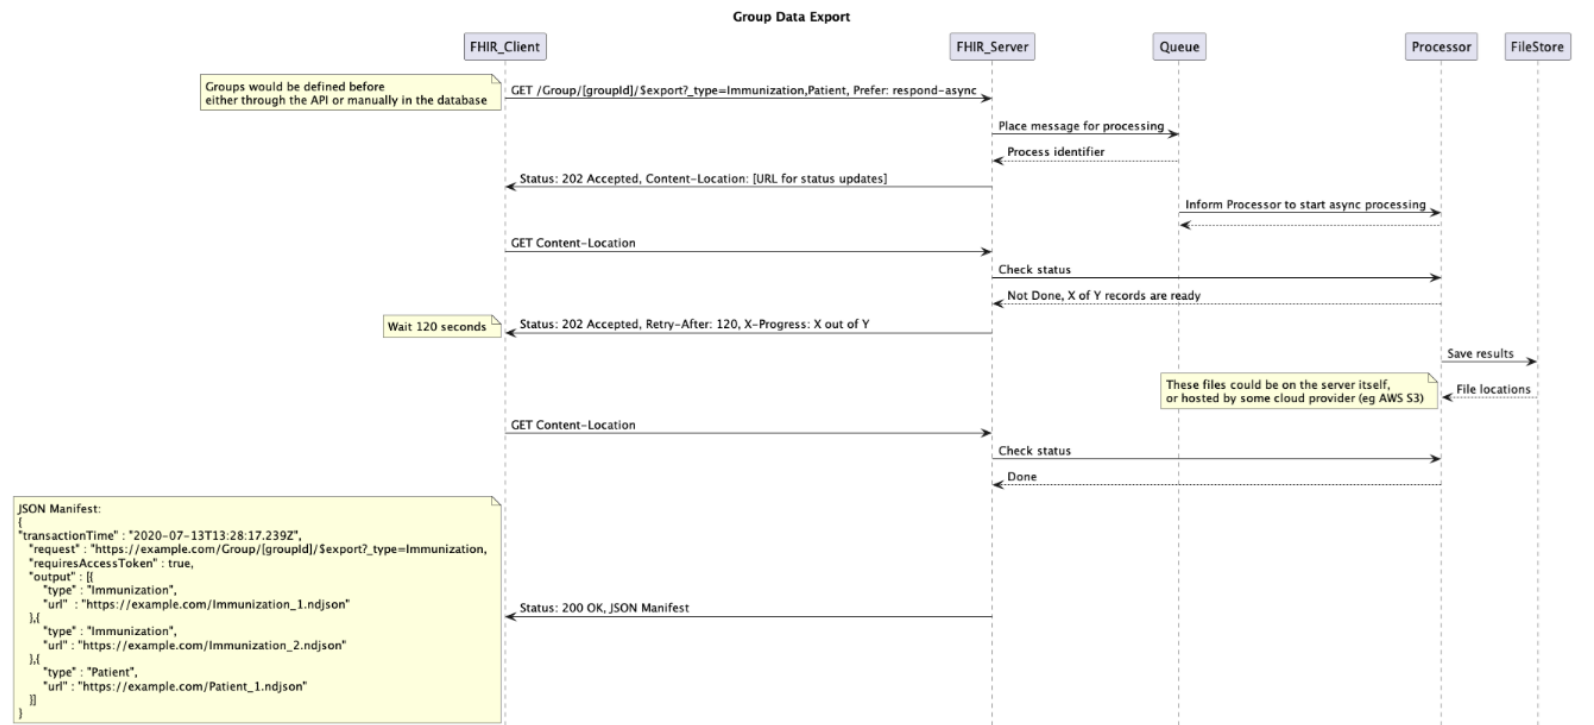 Group Data Export
FHIR_Client
FHIR_Server
Queue
Processor
FileStore
Groups would be defined before
either through the API or manually in the database
GET /Group/[groupId]/$export?_type=Immunization,Patient, Prefer: respond-async
Place message for processing
Process identifier
Status: 202 Accepted, Content-Location: [URL for status updates]
Inform Processor to start async processing
GET Content-Location
Check status
Not Done, X of Y records are ready
Wait 120 seconds
Status: 202 Accepted, Retry-After: 120, X-Progress: X out of Y
Save results
These files could be on the server itself,
or hosted by some cloud provider (eg AWS S3)
File locations
GET Content-Location
Check status
Done
JSON Manifest:
{
"transactionTime" : "2020-07-13T13:28:17.239Z",
"request" : "https://example.com/Group/[groupId]/$export?_type=Immunization,
"requiresAccessToken" : true,
"output" : [{
"type" : "Immunization",
"url" : "https://example.com/Immunization_1.ndjson"
},{
"type" : "Immunization",
"url" : "https://example.com/Immunization_2.ndjson"
},{
"type" : "Patient",
"url" : "https://example.com/Patient_1.ndjson"
}]
}
Status: 200 OK, JSON Manifest